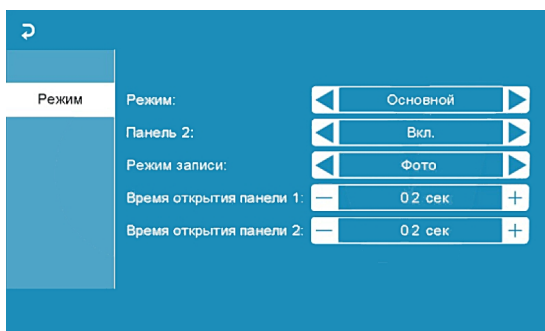 Режим
Режим: Основной
Панель 2: Вкл.
Режим записи: Фото
Время открытия панели 1: — 02 сек +
Время открытия панели 2: — 02 сек +